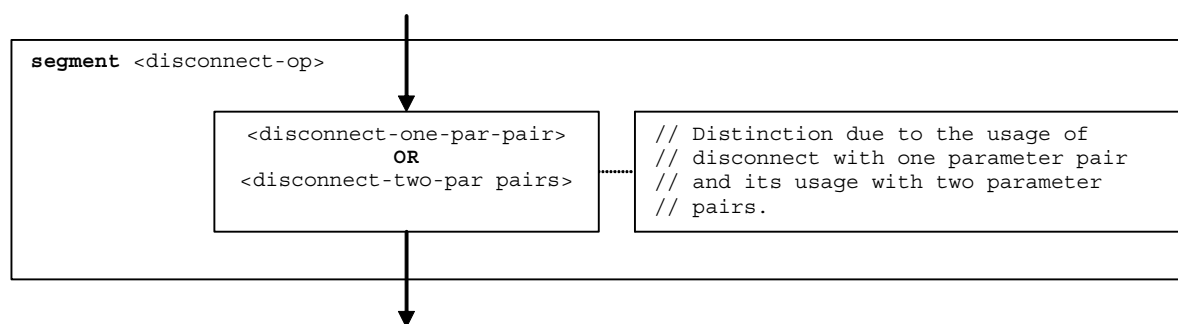 segment <disconnect-op>
<disconnect-one-par-pair>
OR
<disconnect-two-par pairs>
// Distinction due to the usage of
// disconnect with one parameter pair
// and its usage with two parameter
// pairs.